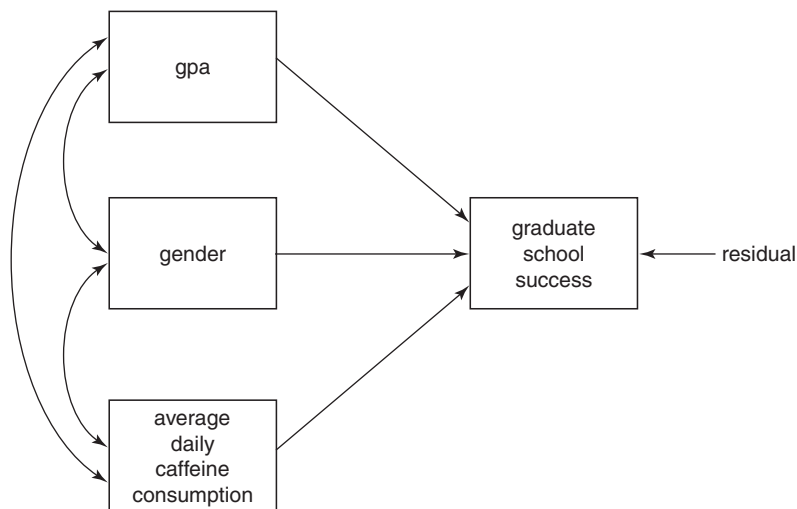 gpa
gender
graduate
school
success
residual
average
daily
caffeine
consumption